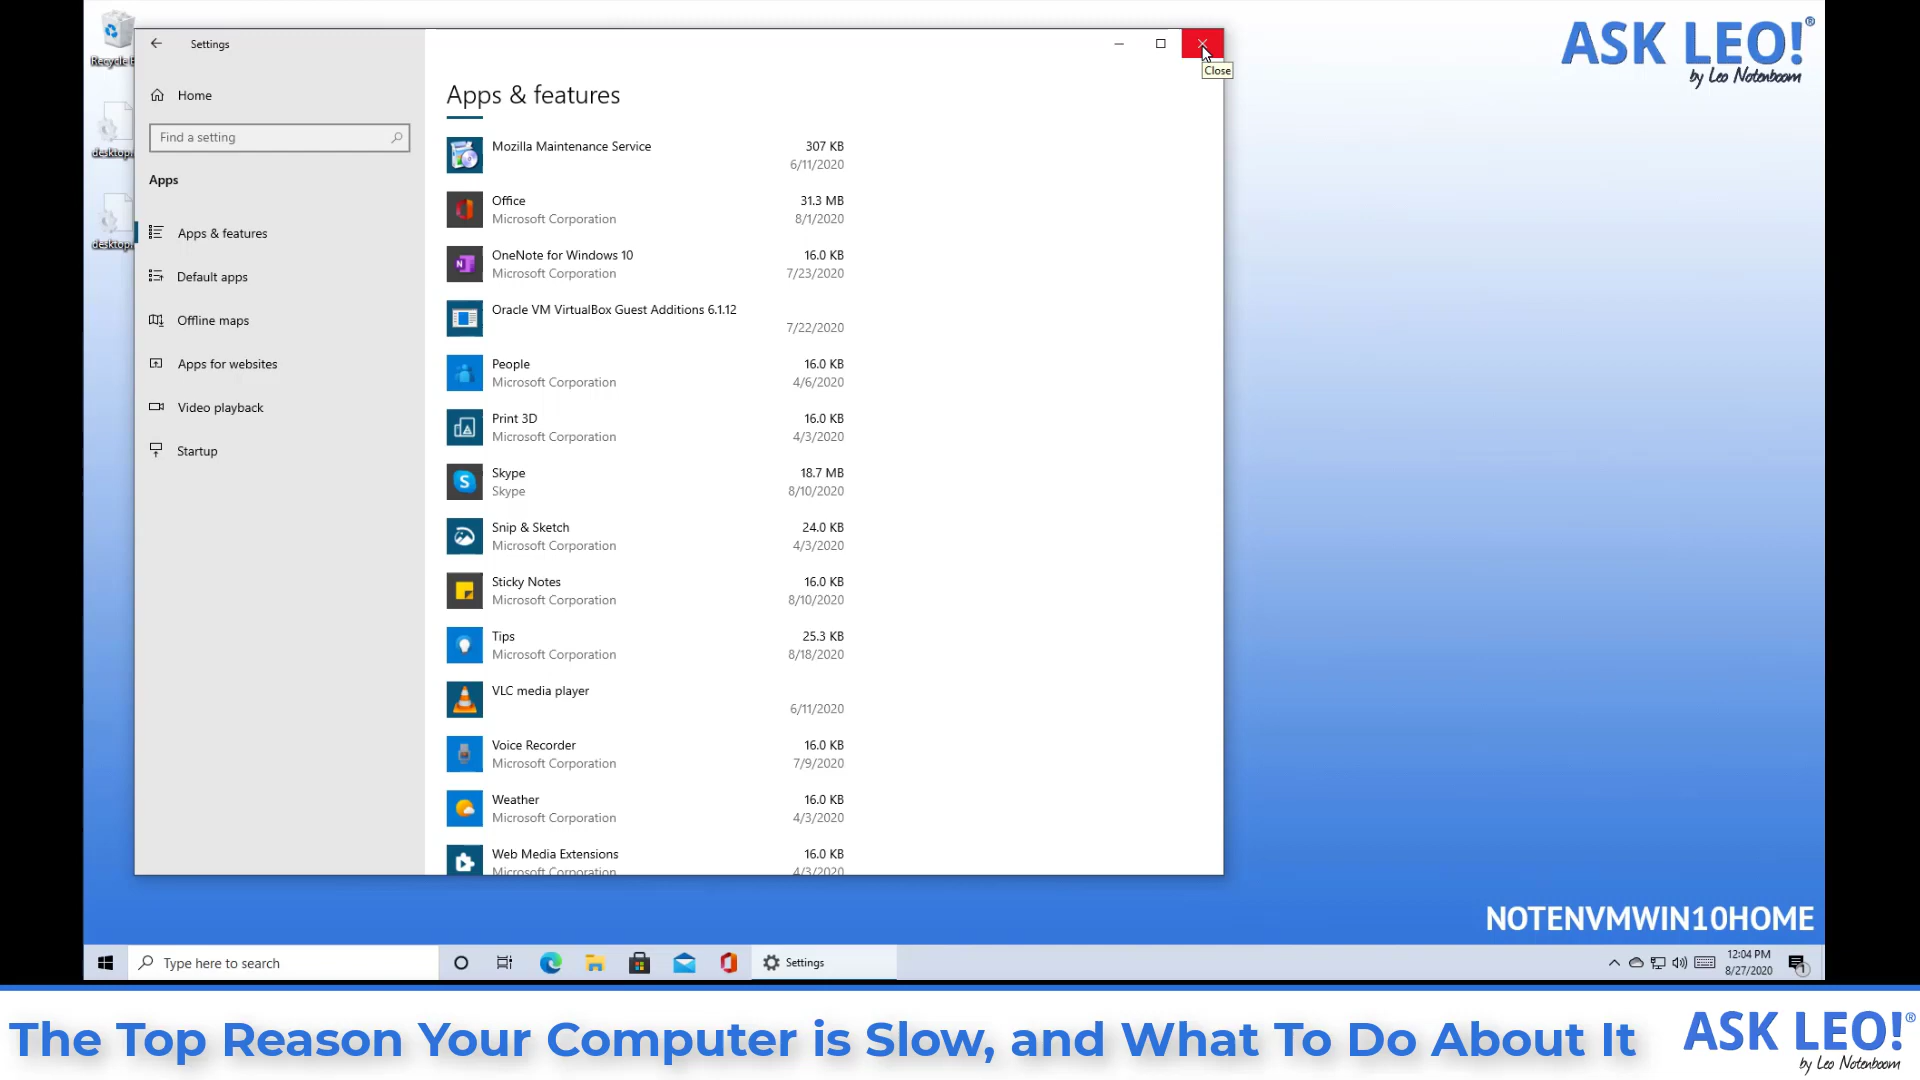 Recycle
desktop.
desktop.
Settings
Close
Home
Find a setting
Apps
Apps & features
Default apps
Offline maps
Apps for websites
Video playback
Startup
Apps & features
Mozilla Maintenance Service 307 KB
6/11/2020
Office 31.3 MB
Microsoft Corporation 8/1/2020
OneNote for Windows 10 16.0 KB
Microsoft Corporation 7/23/2020
Oracle VM VirtualBox Guest Additions 6.1.12
7/22/2020
People 16.0 KB
Microsoft Corporation 4/6/2020
Print 3D 16.0 KB
Microsoft Corporation 4/3/2020
Skype 18.7 MB
Skype 8/10/2020
Snip & Sketch 24.0 KB
Microsoft Corporation 4/3/2020
Sticky Notes 16.0 KB
Microsoft Corporation 8/10/2020
Tips 25.3 KB
Microsoft Corporation 8/18/2020
VLC media player
6/11/2020
Voice Recorder 16.0 KB
Microsoft Corporation 7/9/2020
Weather 16.0 KB
Microsoft Corporation 4/3/2020
Web Media Extensions 16.0 KB
Microsoft Corporation 4/3/2020
ASK LEO!®
by Leo Notenboom
NOTENVMWIN10HOME
Type here to search
Settings
12:04 PM
8/27/2020
1
The Top Reason Your Computer is Slow, and What To Do About It
ASK LEO!®
by Leo Notenboom